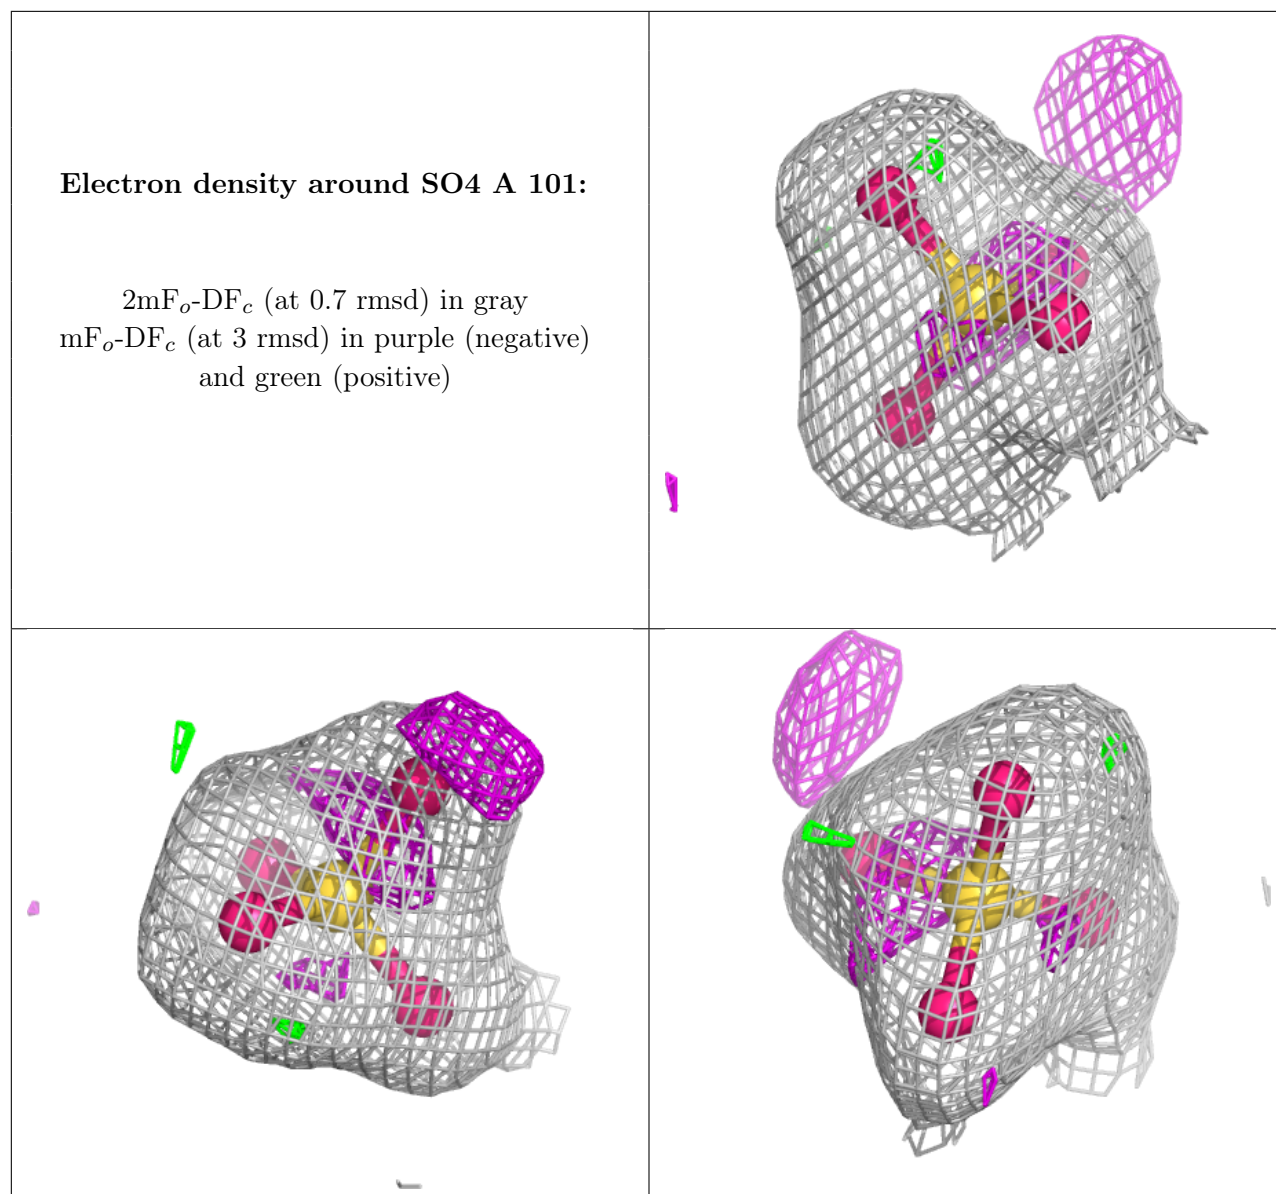 Electron density around SO4 A 101:
2mFo-DFc (at 0.7 rmsd) in gray
mFo-DFc (at 3 rmsd) in purple (negative)
and green (positive)